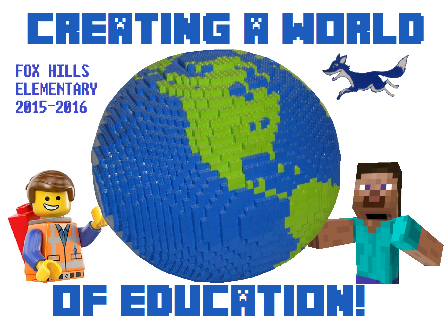 CREATING A WORLD
FOX HILLS
ELEMENTARY
2015-2016
OF EDUCATION!